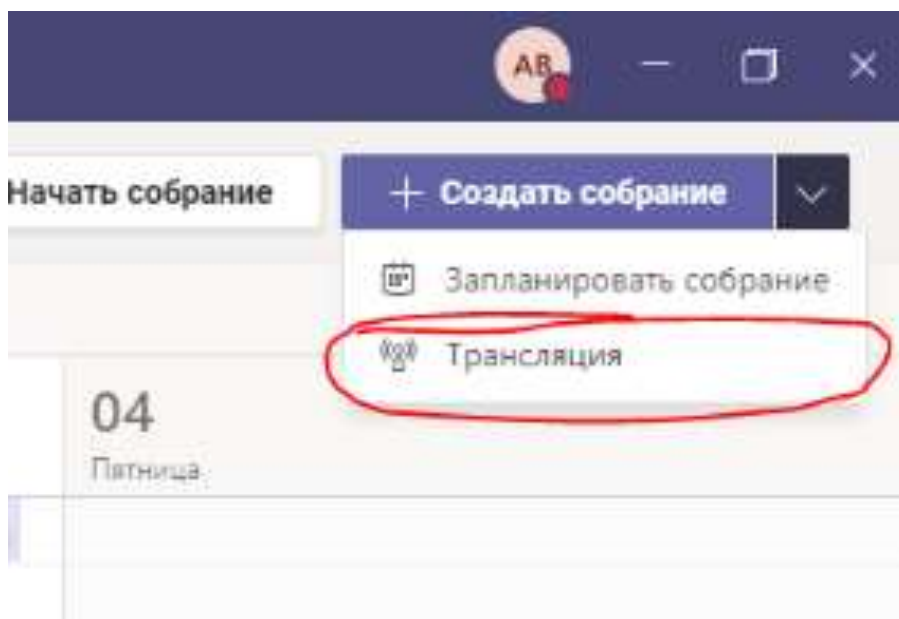 AB
Начать собрание
+ Создать собрание
Запланировать собрание
Трансляция
04
Пятница